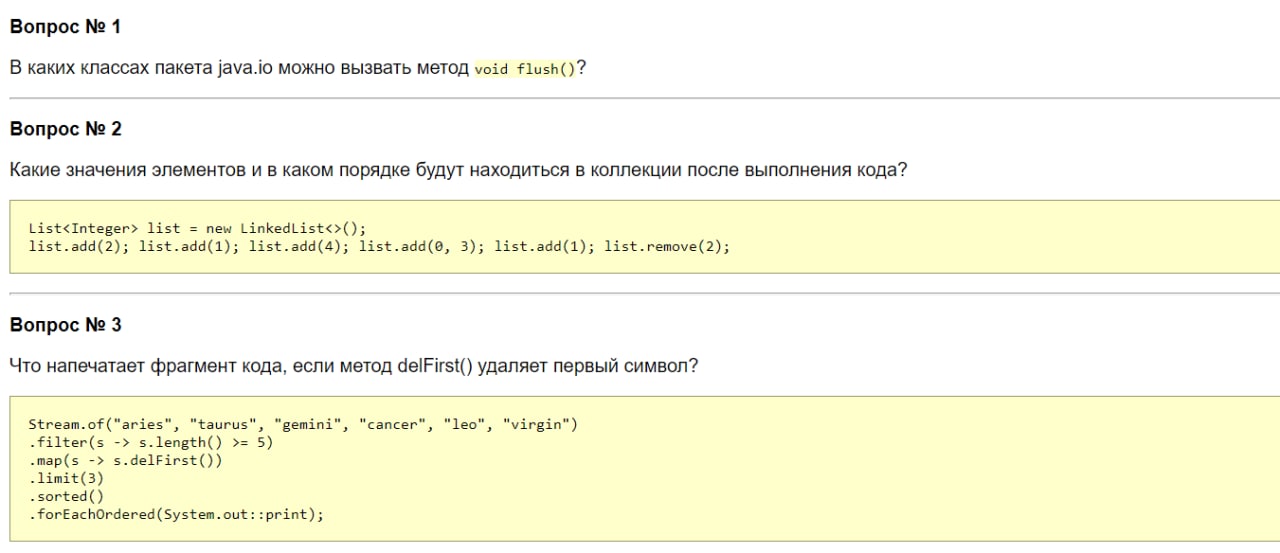 Вопрос № 1
В каких классах пакета java.io можно вызвать метод void flush()?
Вопрос № 2
Какие значения элементов и в каком порядке будут находиться в коллекции после выполнения кода?
List<Integer> list = new LinkedList<>();
list.add(2); list.add(1); list.add(4); list.add(0, 3); list.add(1); list.remove(2);
Вопрос № 3
Что напечатает фрагмент кода, если метод delFirst() удаляет первый символ?
Stream.of("aries", "taurus", "gemini", "cancer", "leo", "virgin")
.filter(s -> s.length() >= 5)
.map(s -> s.delFirst())
.limit(3)
.sorted()
.forEachOrdered(System.out::print);